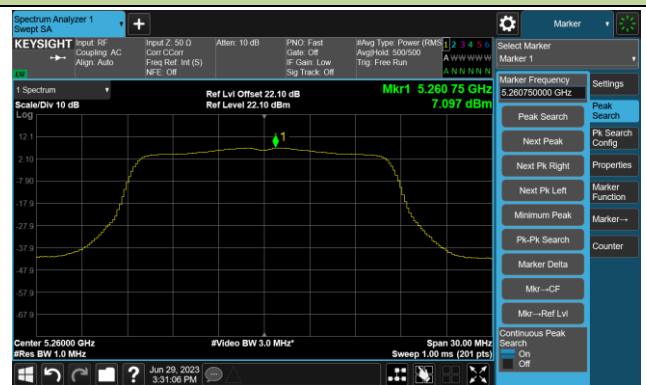 Spectrum Analyzer 1
Swept SA
+
Marker
KEYSIGHT
Input: RF
Coupling: AC
Align: Auto
Input Z: 50 Ω
Corr CCorr
Freq Ref: Int (S)
NFE: Off
Atten: 10 dB
PNO: Fast
Gate: Off
IF Gain: Low
Sig Track: Off
#Avg Type: Power (RMS
Avg|Hold: 500/500
Trig: Free Run
1 2 3 4 5 6
A W W W W W
A N N N N N
Select Marker
Marker 1
1 Spectrum
Scale/Div 10 dB
Log
Ref Lvl Offset 22.10 dB
Ref Level 22.10 dBm
Mkr1 5.260 75 GHz
7.097 dBm
1
12.1
2.10
-7.90
-17.9
-27.9
-37.9
-47.9
-57.9
-67.9
Center 5.26000 GHz
#Res BW 1.0 MHz
#Video BW 3.0 MHz*
Span 30.00 MHz
Sweep 1.00 ms (201 pts)
Marker Frequency
5.260750000 GHz
Peak Search
Next Peak
Next Pk Right
Next Pk Left
Minimum Peak
Pk-Pk Search
Marker Delta
Mkr→CF
Mkr→Ref Lvl
Continuous Peak
Search
On
Off
Settings
Peak
Search
Pk Search
Config
Properties
Marker
Function
Marker→
Counter
?
Jun 29, 2023
3:31:06 PM